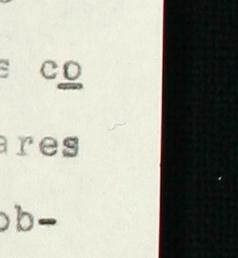 s co
ares
ob-